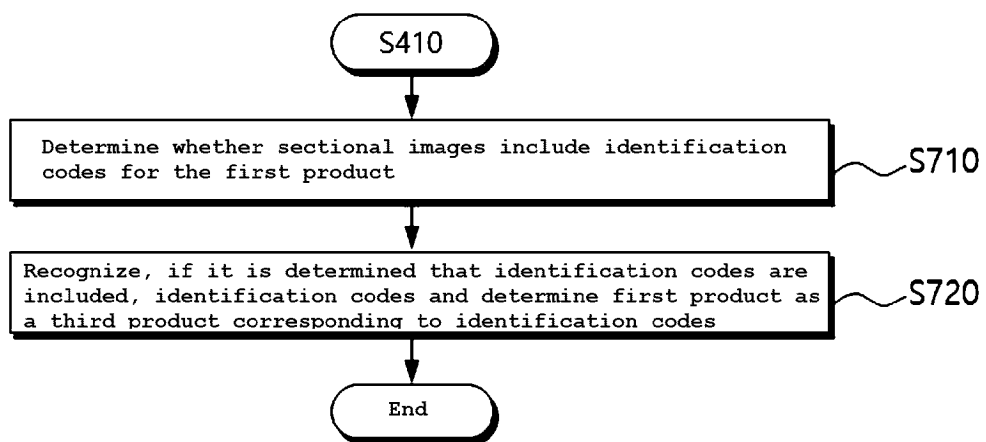 S410
Determine whether sectional images include identification
codes for the first product
S710
Recognize, if it is determined that identification codes are
included, identification codes and determine first product as
a third product corresponding to identification codes
S720
End